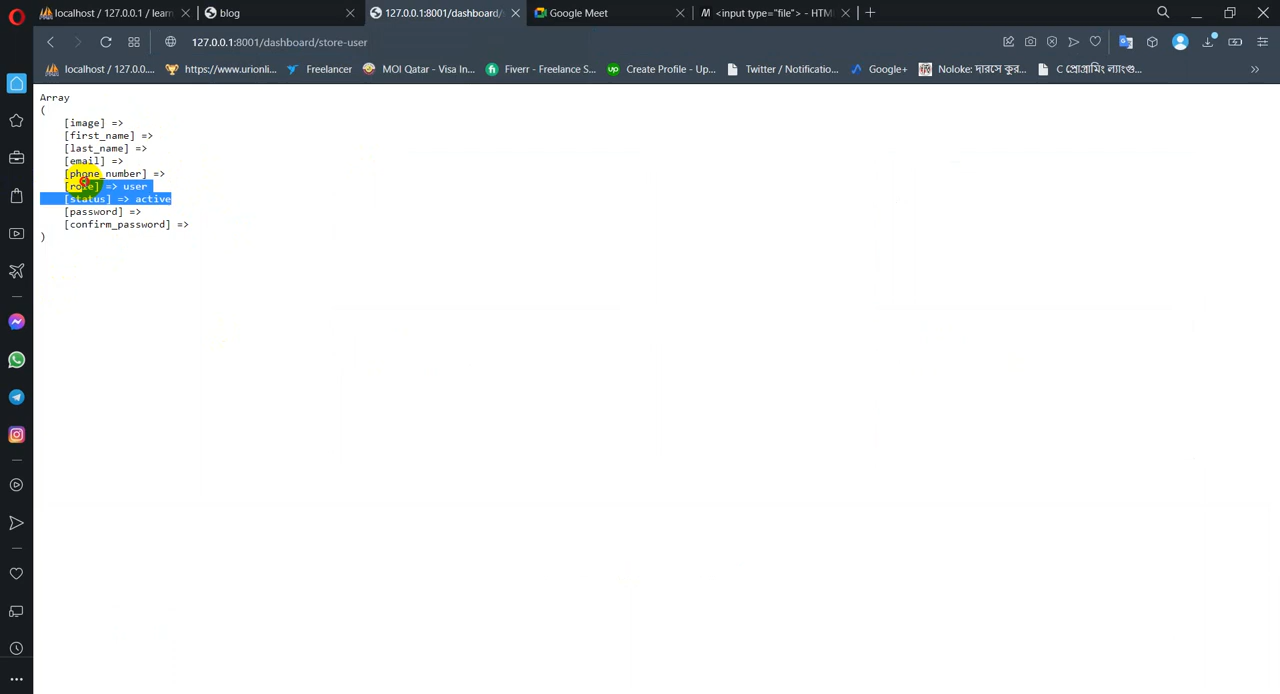 localhost / 127.0.0.1 / learn
blog
127.0.0.1:8001/dashboard/s
Google Meet
<input type="file"> - HTM
127.0.0.1:8001/dashboard/store-user
localhost / 127.0.0....
https://www.urionli...
Freelancer
MOI Qatar - Visa In...
Fiverr - Freelance S...
Create Profile - Up...
Twitter / Notificatio...
Google+
Noloke: দারসে কুর...
C প্রোগ্রামিং ল্যাংগু...
Array
(
[image] =>
[first_name] =>
[last_name] =>
[email] =>
[phone_number] =>
[role] => user
[status] => active
[password] =>
[confirm_password] =>
)